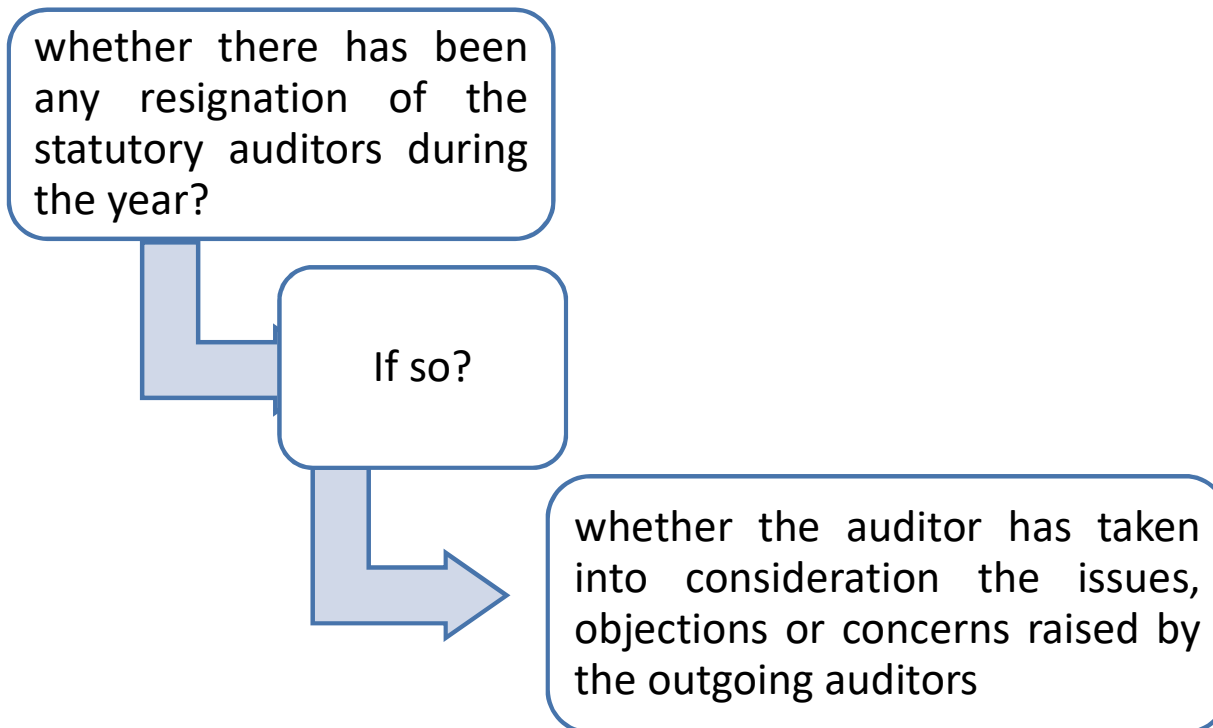 whether there has been
any resignation of the
statutory auditors during
the year?
If so?
whether the auditor has taken
into consideration the issues,
objections or concerns raised by
the outgoing auditors